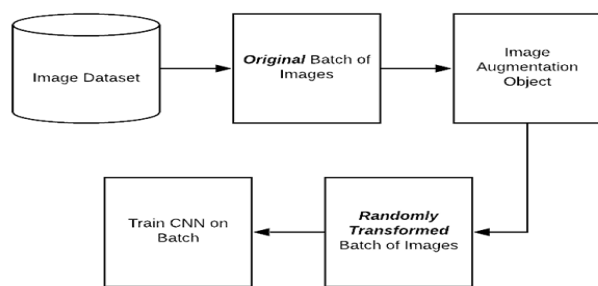 Image Dataset
Original Batch of
Images
Image
Augmentation
Object
Randomly
Transformed
Batch of Images
Train CNN on
Batch